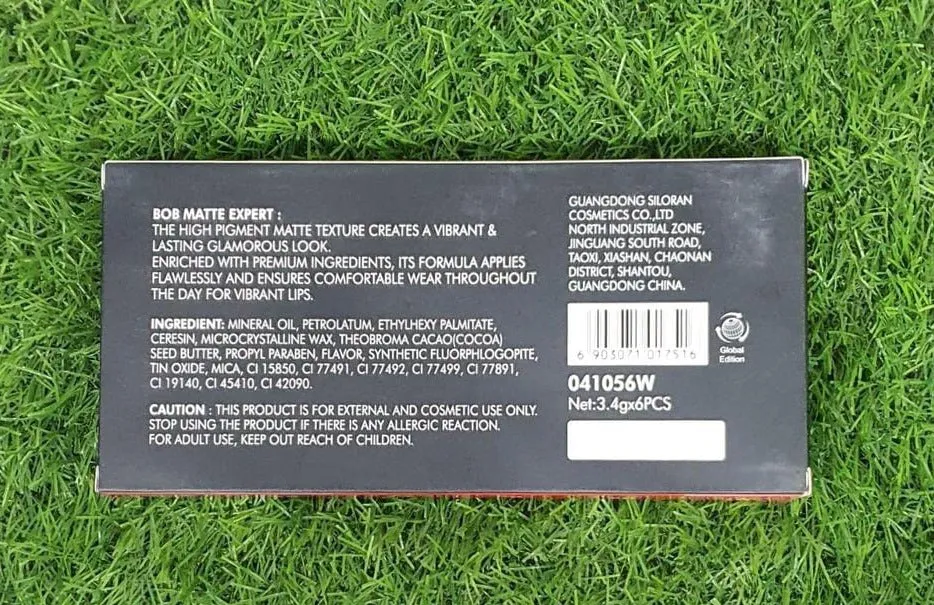 BOB MATTE EXPERT :
THE HIGH PIGMENT MATTE TEXTURE CREATES A VIBRANT &
LASTING GLAMOROUS LOOK.
ENRICHED WITH PREMIUM INGREDIENTS, ITS FORMULA APPLIES
FLAWLESSLY AND ENSURES COMFORTABLE WEAR THROUGHOUT
THE DAY FOR VIBRANT LIPS.
INGREDIENT: MINERAL OIL, PETROLATUM, ETHYLHEXY PALMITATE,
CERESIN, MICROCRYSTALLINE WAX, THEOBROMA CACAO(COCOA)
SEED BUTTER, PROPYL PARABEN, FLAVOR, SYNTHETIC FLUORPHLOGOPITE,
TIN OXIDE, MICA, CI 15850, CI 77491, CI 77492, CI 77499, CI 77891,
CI 19140, CI 45410, CI 42090.
CAUTION : THIS PRODUCT IS FOR EXTERNAL AND COSMETIC USE ONLY.
STOP USING THE PRODUCT IF THERE IS ANY ALLERGIC REACTION.
FOR ADULT USE, KEEP OUT REACH OF CHILDREN.
GUANGDONG SILORAN
COSMETICS CO.,LTD
NORTH INDUSTRIAL ZONE,
JINGUANG SOUTH ROAD,
TAOXI, XIASHAN, CHAONAN
DISTRICT, SHANTOU,
GUANGDONG CHINA.
6 903071 017516
Global
Edition
041056W
Net:3.4gx6PCS